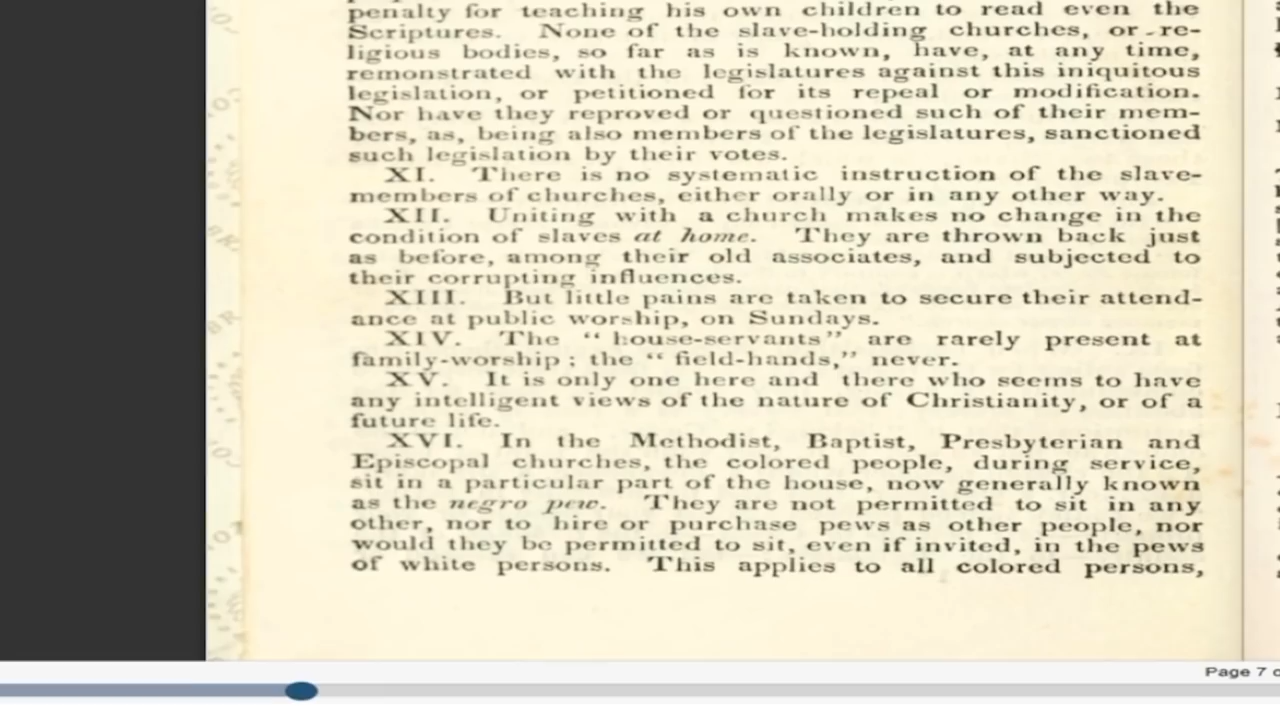 penalty for teaching his own children to read even the
Scriptures. None of the slave-holding churches, or re-
ligious bodies, so far as is known, have, at any time,
remonstrated with the legislatures against this iniquitous
legislation, or petitioned for its repeal or modification.
Nor have they reproved or questioned such of their mem-
bers, as, being also members of the legislatures, sanctioned
such legislation by their votes.
XI. There is no systematic instruction of the slave-
members of churches, either orally or in any other way.
XII. Uniting with a church makes no change in the
condition of slaves at home. They are thrown back just
as before, among their old associates, and subjected to
their corrupting influences.
XIII. But little pains are taken to secure their attend-
ance at public worship, on Sundays.
XIV. The “house-servants” are rarely present at
family-worship; the “field-hands,” never.
XV. It is only one here and there who seems to have
any intelligent views of the nature of Christianity, or of a
future life.
XVI. In the Methodist, Baptist, Presbyterian and
Episcopal churches, the colored people, during service,
sit in a particular part of the house, now generally known
as the negro pew. They are not permitted to sit in any
other, nor to hire or purchase pews as other people, nor
would they be permitted to sit, even if invited, in the pews
of white persons. This applies to all colored persons,
Page 7